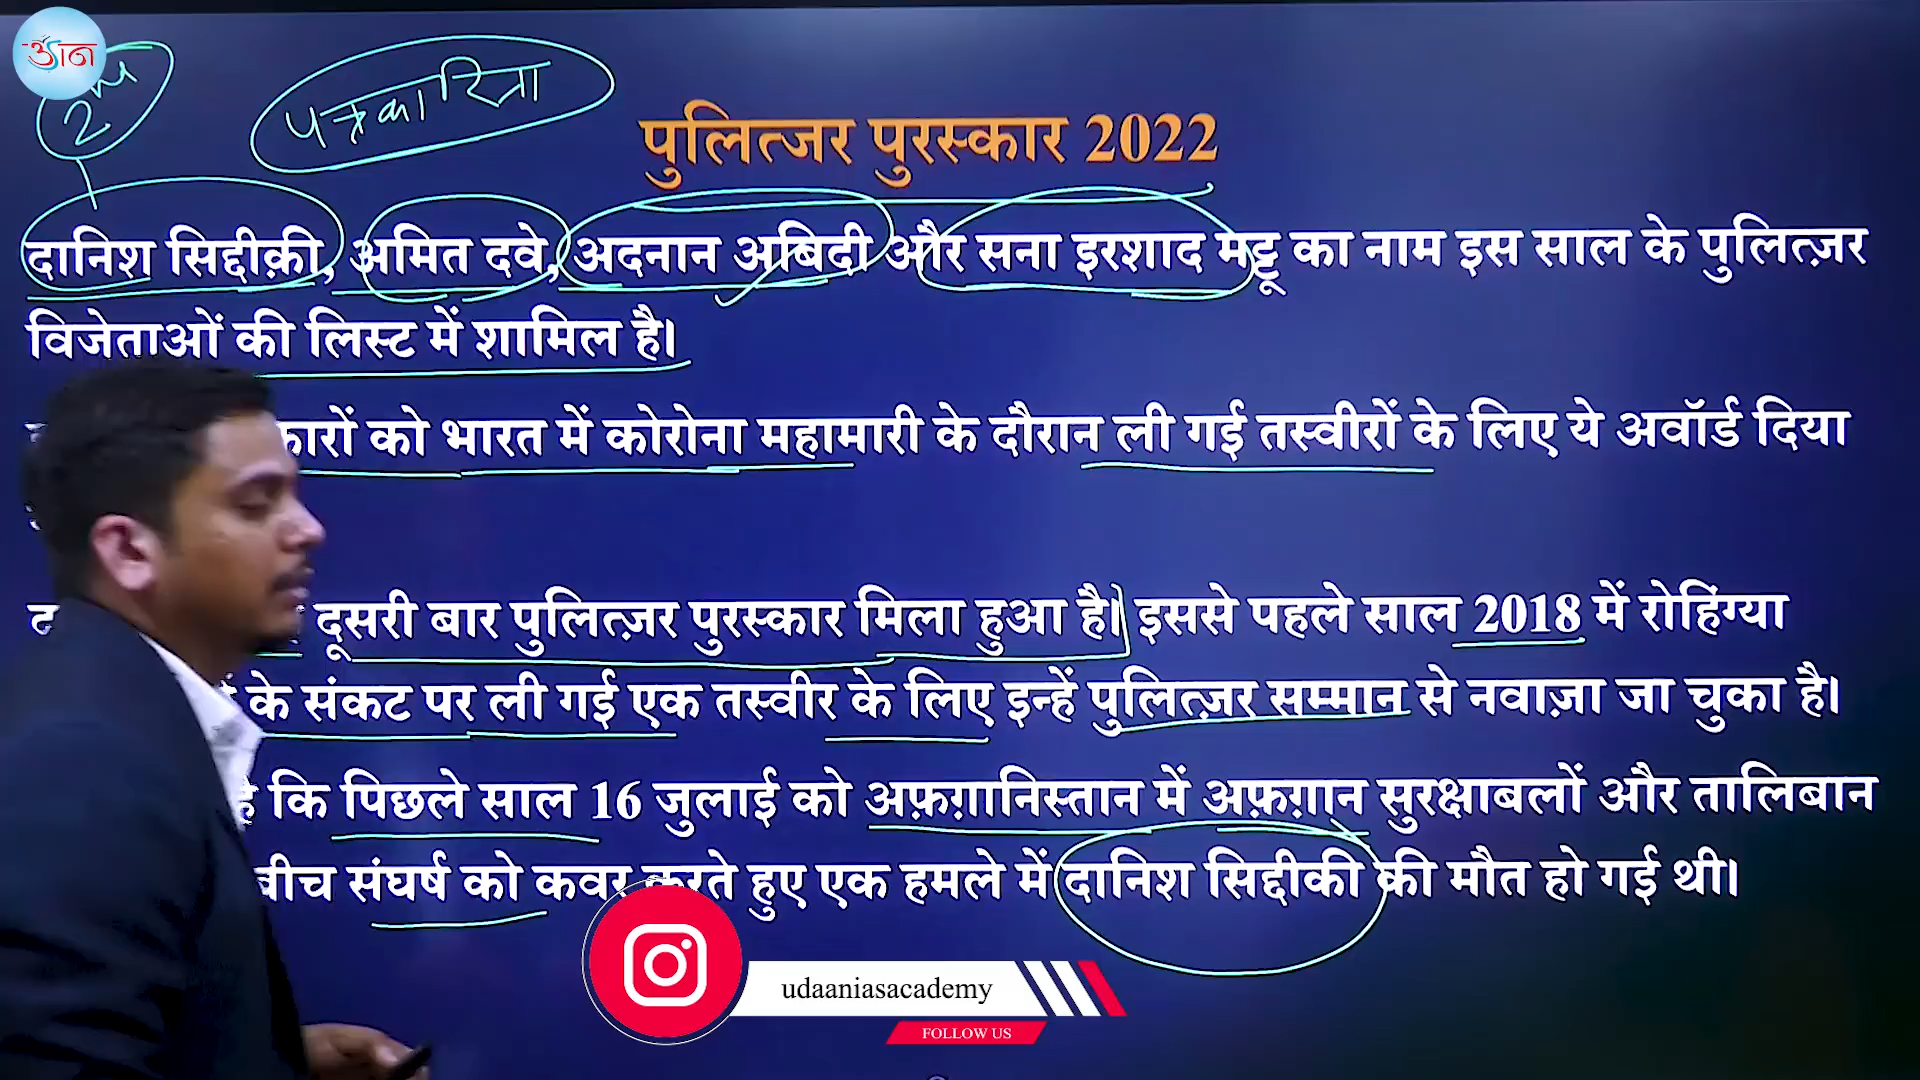 उड़ान
2
पत्रकारिता
पुलित्जर पुरस्कार 2022
दानिश सिद्दीक़ी, अमित दवे, अदनान अबिदी और सना इरशाद मट्टू का नाम इस साल के पुलित्ज़र
विजेताओं की लिस्ट में शामिल है।
को भारत में कोरोना महामारी के दौरान ली गई तस्वीरों के लिए ये अवॉर्ड दिया
दूसरी बार पुलित्ज़र पुरस्कार मिला हुआ है। इससे पहले साल 2018 में रोहिंग्या
के संकट पर ली गई एक तस्वीर के लिए इन्हें पुलित्ज़र सम्मान से नवाज़ा जा चुका है।
है कि पिछले साल 16 जुलाई को अफ़ग़ानिस्तान में अफ़ग़ान सुरक्षाबलों और तालिबान
बीच संघर्ष को कवर करते हुए एक हमले में दानिश सिद्दीकी की मौत हो गई थी।
udaaniasacademy
FOLLOW US